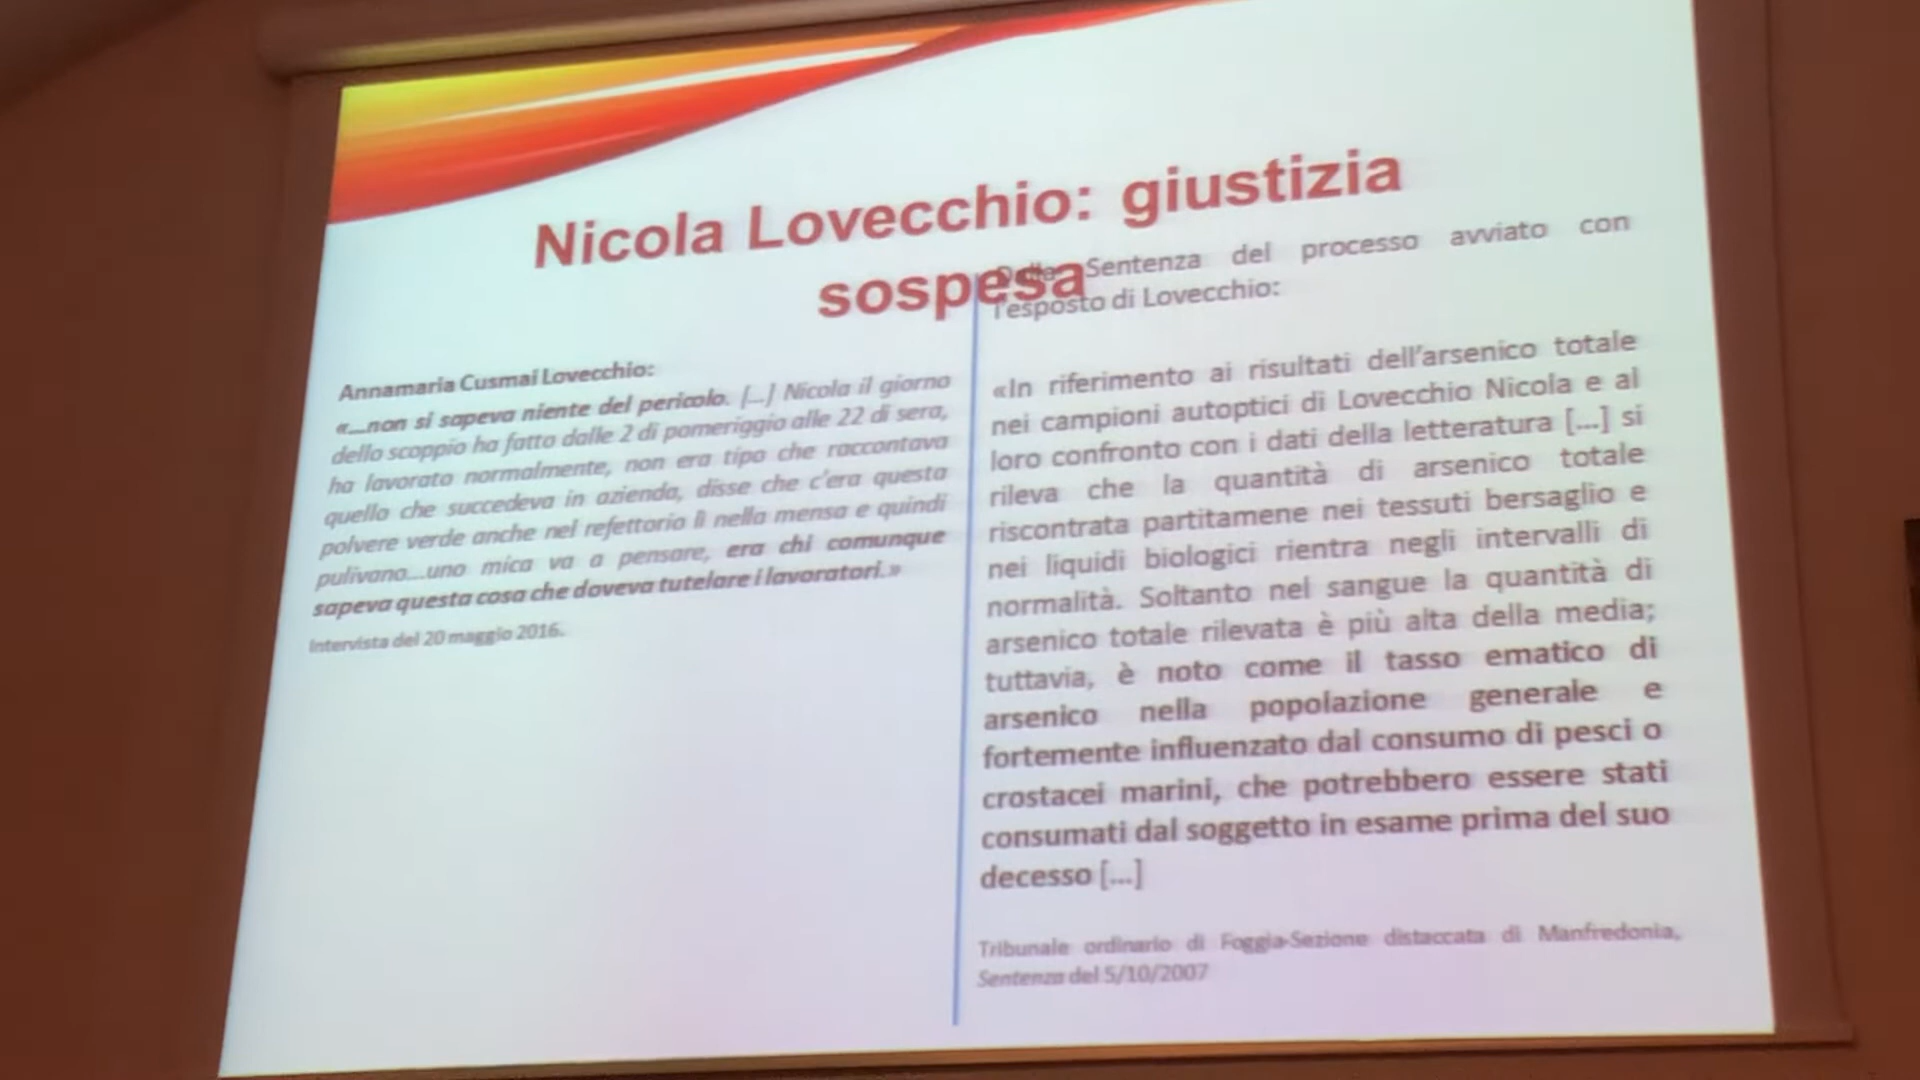 Nicola Lovecchio: giustizia
sospesa
Annamaria Cusmai Lovecchio:
«...non si sapeva niente del pericolo. [...] Nicola il giorno
dello scoppio ha fatto dalle 2 di pomeriggio alle 22 di sera,
ha lavorato normalmente, non era tipo che raccontava
quello che succedeva in azienda, disse che c'era questa
polvere verde anche nel refettorio lì nella mensa e quindi
pulivano...uno mica va a pensare, era chi comunque
sapeva questa cosa che doveva tutelare i lavoratori.»
Intervista del 20 maggio 2016.
Dalla Sentenza del processo avviato con
l'esposto di Lovecchio:
«In riferimento ai risultati dell'arsenico totale
nei campioni autoptici di Lovecchio Nicola e al
loro confronto con i dati della letteratura [...] si
rileva che la quantità di arsenico totale
riscontrata partitamene nei tessuti bersaglio e
nei liquidi biologici rientra negli intervalli di
normalità. Soltanto nel sangue la quantità di
arsenico totale rilevata è più alta della media;
tuttavia, è noto come il tasso ematico di
arsenico nella popolazione generale e
fortemente influenzato dal consumo di pesci o
crostacei marini, che potrebbero essere stati
consumati dal soggetto in esame prima del suo
decesso [...]
Tribunale ordinario di Foggia-Sezione distaccata di Manfredonia,
Sentenza del 5/10/2007